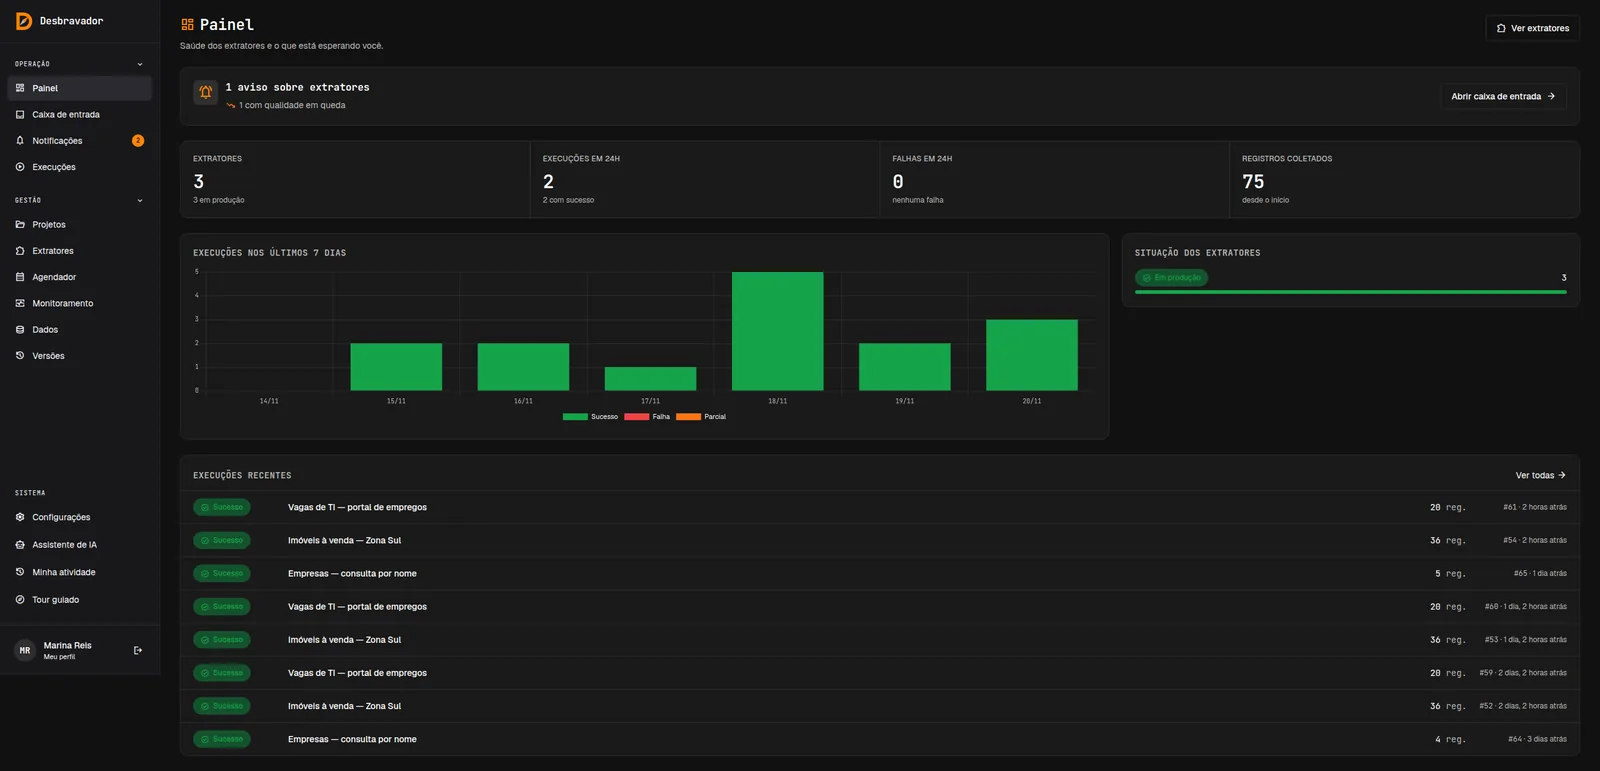 Desbravador
OPERAÇÃO
Painel
Caixa de entrada
Notificações 2
Execuções
GESTÃO
Projetos
Extratores
Agendador
Monitoramento
Dados
Versões
SISTEMA
Configurações
Assistente de IA
Minha atividade
Tour guiado
MR Marina Reis
Meu perfil
Painel
Saúde dos extratores e o que está esperando você.
Ver extratores
1 aviso sobre extratores
1 com qualidade em queda
Abrir caixa de entrada
EXTRATORES
3
3 em produção
EXECUÇÕES EM 24H
2
2 com sucesso
FALHAS EM 24H
0
nenhuma falha
REGISTROS COLETADOS
75
desde o início
EXECUÇÕES NOS ÚLTIMOS 7 DIAS
5
4
3
2
1
0
14/11 15/11 16/11 17/11 18/11 19/11 20/11
Sucesso Falha Parcial
SITUAÇÃO DOS EXTRATORES
Em produção 3
EXECUÇÕES RECENTES Ver todas
Sucesso Vagas de TI — portal de empregos 20 reg. #61 · 2 horas atrás
Sucesso Imóveis à venda — Zona Sul 36 reg. #54 · 2 horas atrás
Sucesso Empresas — consulta por nome 5 reg. #65 · 1 dia atrás
Sucesso Vagas de TI — portal de empregos 20 reg. #60 · 1 dia, 2 horas atrás
Sucesso Imóveis à venda — Zona Sul 36 reg. #53 · 1 dia, 2 horas atrás
Sucesso Vagas de TI — portal de empregos 20 reg. #59 · 2 dias, 2 horas atrás
Sucesso Imóveis à venda — Zona Sul 36 reg. #52 · 2 dias, 2 horas atrás
Sucesso Empresas — consulta por nome 4 reg. #64 · 3 dias atrás